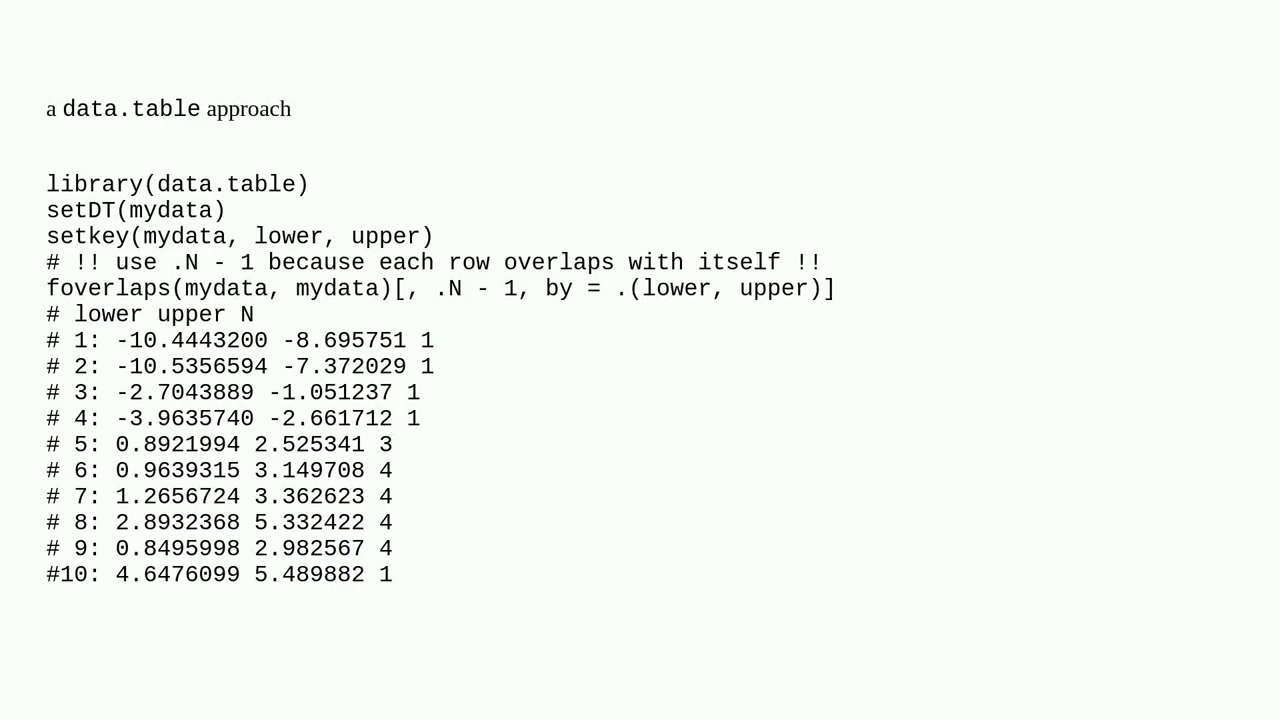 a data.table approach
library(data.table)
setDT(mydata)
setkey(mydata, lower, upper)
# !! use .N - 1 because each row overlaps with itself !!
foverlaps(mydata, mydata)[, .N - 1, by = .(lower, upper)]
# lower upper N
# 1: -10.4443200 -8.695751 1
# 2: -10.5356594 -7.372029 1
# 3: -2.7043889 -1.051237 1
# 4: -3.9635740 -2.661712 1
# 5: 0.8921994 2.525341 3
# 6: 0.9639315 3.149708 4
# 7: 1.2656724 3.362623 4
# 8: 2.8932368 5.332422 4
# 9: 0.8495998 2.982567 4
#10: 4.6476099 5.489882 1